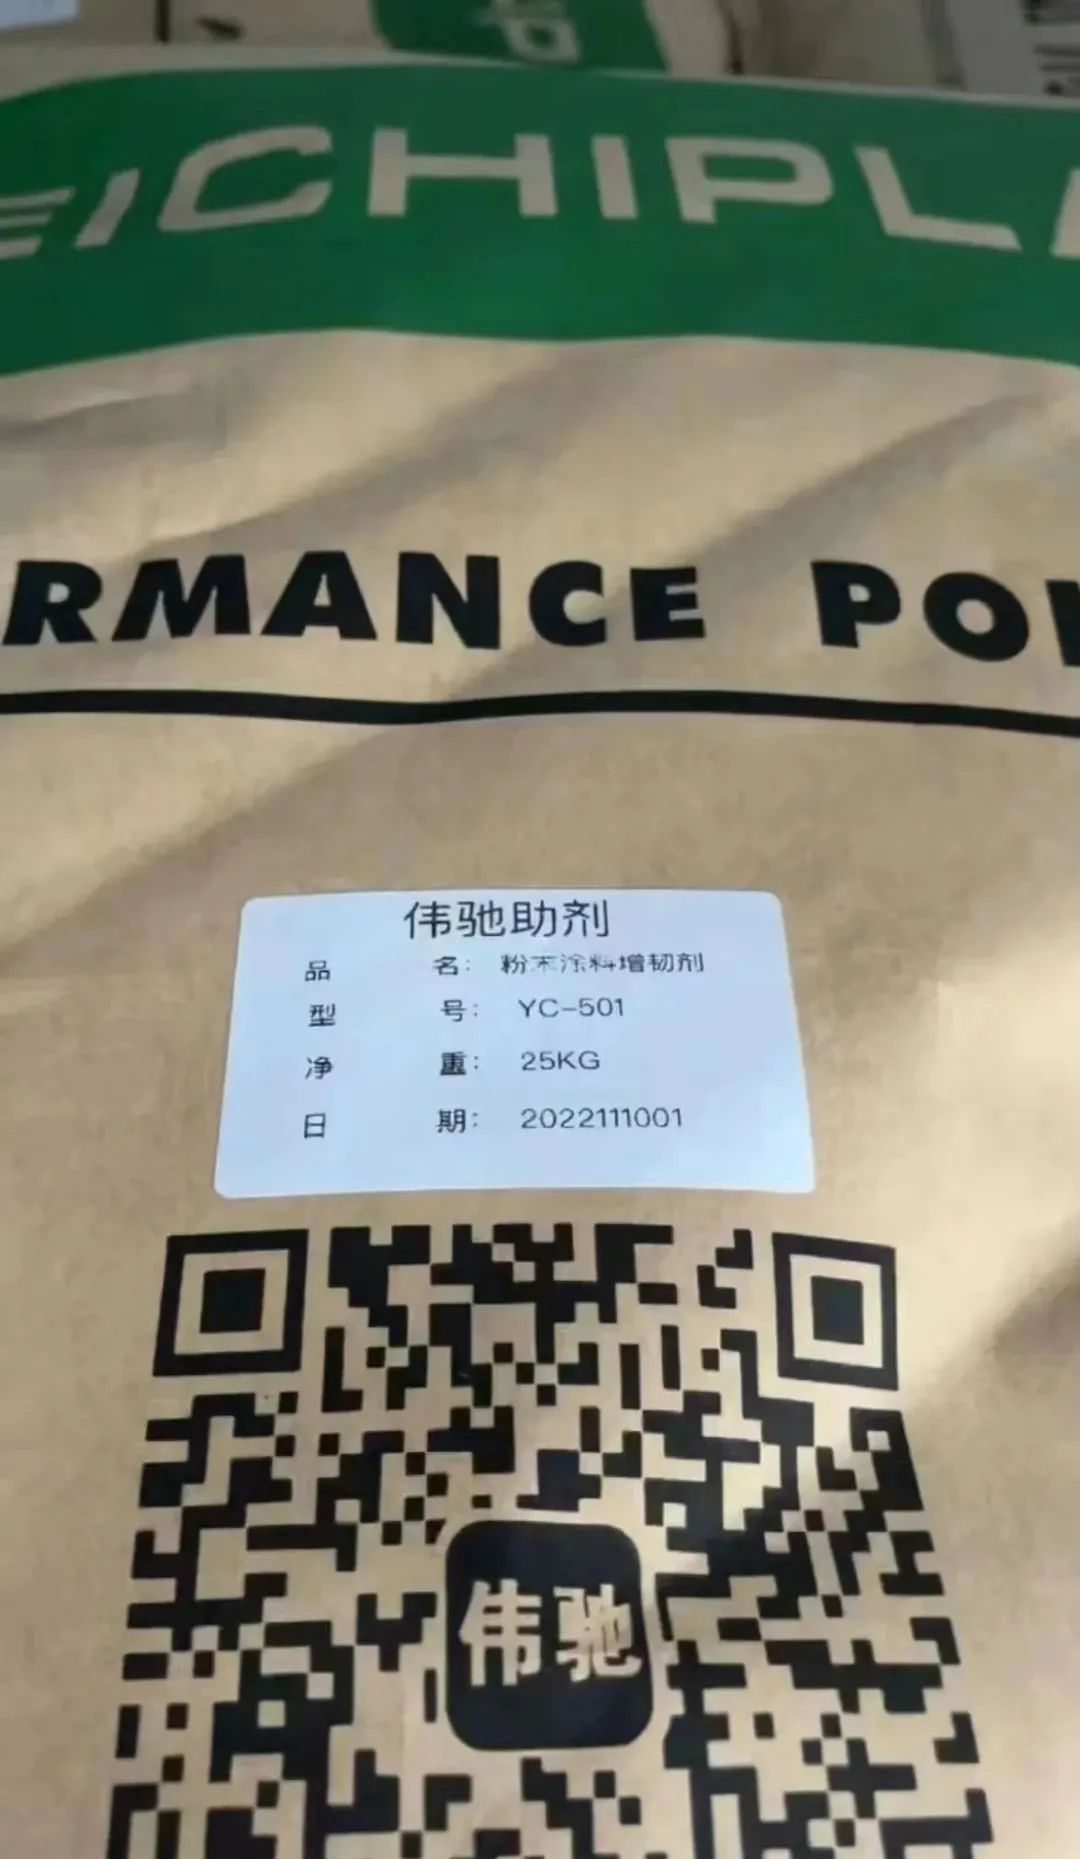 EICHIPL
RMANCE PO
伟驰助剂
品 名: 粉末涂料增韧剂
型 号: YC-501
净 重: 25KG
日 期: 2022111001
伟驰